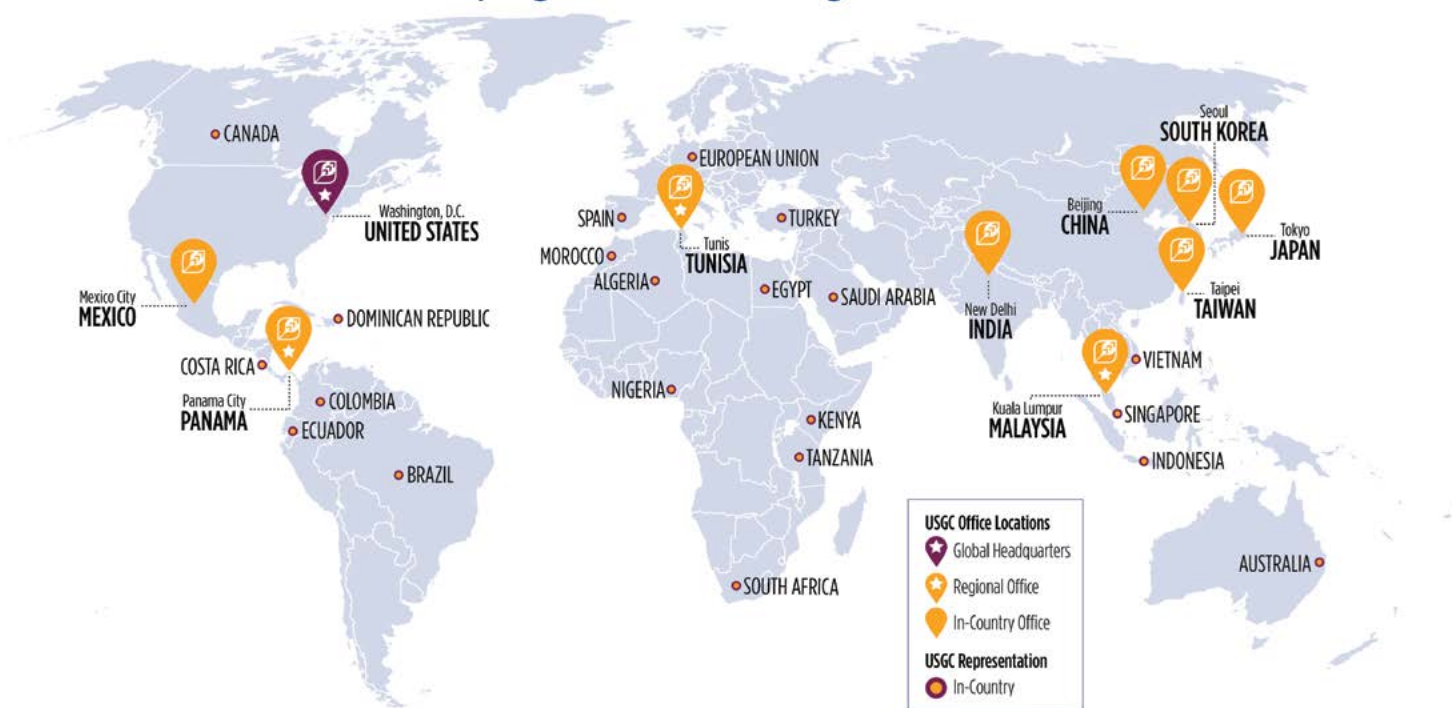 CANADA
Washington, D.C.
UNITED STATES
Mexico City
MEXICO
DOMINICAN REPUBLIC
COSTA RICA
Panama City
PANAMA
COLOMBIA
ECUADOR
BRAZIL
EUROPEAN UNION
SPAIN
TURKEY
MOROCCO
Tunis
TUNISIA
ALGERIA
EGYPT
SAUDI ARABIA
NIGERIA
KENYA
TANZANIA
SOUTH AFRICA
Seoul
SOUTH KOREA
Beijing
CHINA
Tokyo
JAPAN
Taipei
TAIWAN
New Delhi
INDIA
VIETNAM
Kuala Lumpur
MALAYSIA
SINGAPORE
INDONESIA
AUSTRALIA
USGC Office Locations
Global Headquarters
Regional Office
In-Country Office
USGC Representation
In-Country